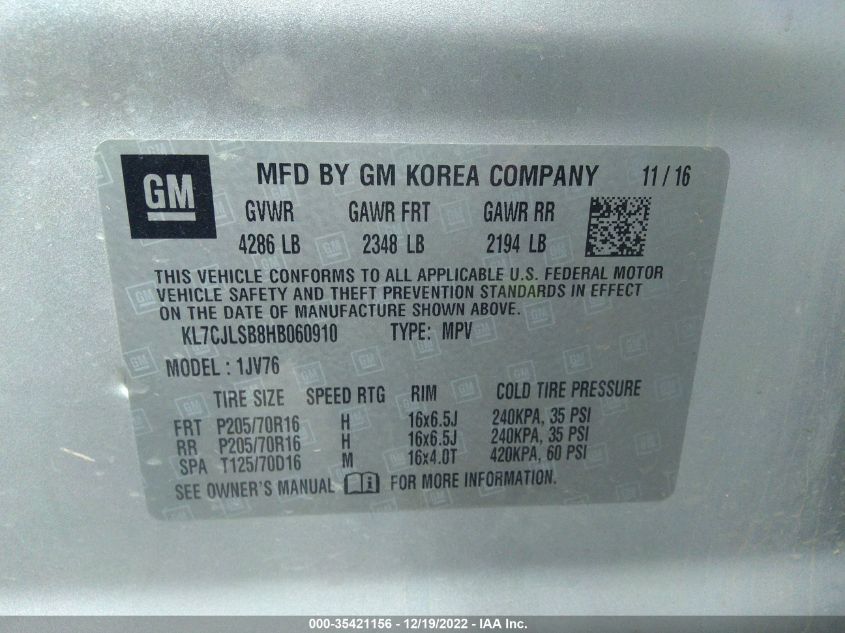 GM
MFD BY GM KOREA COMPANY 11 / 16
GVWR GAWR FRT GAWR RR
4286 LB 2348 LB 2194 LB
THIS VEHICLE CONFORMS TO ALL APPLICABLE U.S. FEDERAL MOTOR
VEHICLE SAFETY AND THEFT PREVENTION STANDARDS IN EFFECT
ON THE DATE OF MANUFACTURE SHOWN ABOVE.
KL7CJLSB8HB060910 TYPE: MPV
MODEL : 1JV76
TIRE SIZE SPEED RTG RIM COLD TIRE PRESSURE
FRT P205/70R16 H 16x6.5J 240KPA, 35 PSI
RR P205/70R16 H 16x6.5J 240KPA, 35 PSI
SPA T125/70D16 M 16x4.0T 420KPA, 60 PSI
SEE OWNER'S MANUAL i FOR MORE INFORMATION.
000-35421156 - 12/19/2022 - IAA Inc.